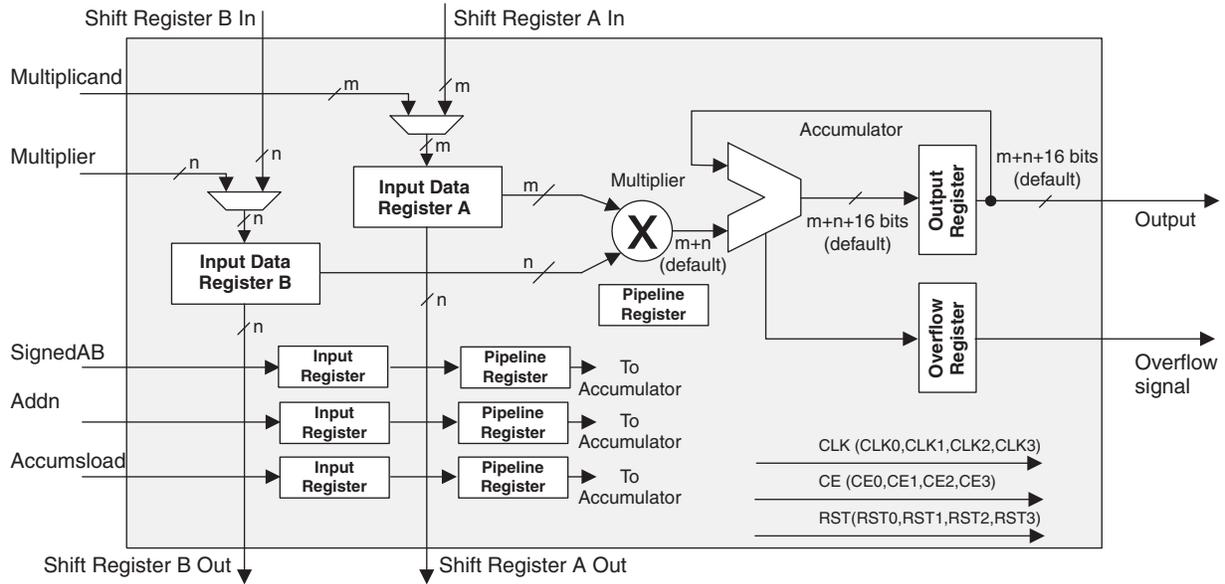 Shift Register B In
Shift Register A In
Multiplicand
m
m
Multiplier
n
n
m
n
Input Data
Register A
m
Multiplier
X
Accumulator
m+n
(default)
m+n+16 bits
(default)
Output
Register
m+n+16 bits
(default)
Output
Input Data
Register B
n
n
n
Pipeline
Register
Overflow
Register
Overflow
signal
SignedAB
Input
Register
Pipeline
Register
To
Accumulator
Addn
Input
Register
Pipeline
Register
To
Accumulator
Accumsload
Input
Register
Pipeline
Register
To
Accumulator
CLK (CLK0,CLK1,CLK2,CLK3)
CE (CE0,CE1,CE2,CE3)
RST(RST0,RST1,RST2,RST3)
Shift Register B Out
Shift Register A Out